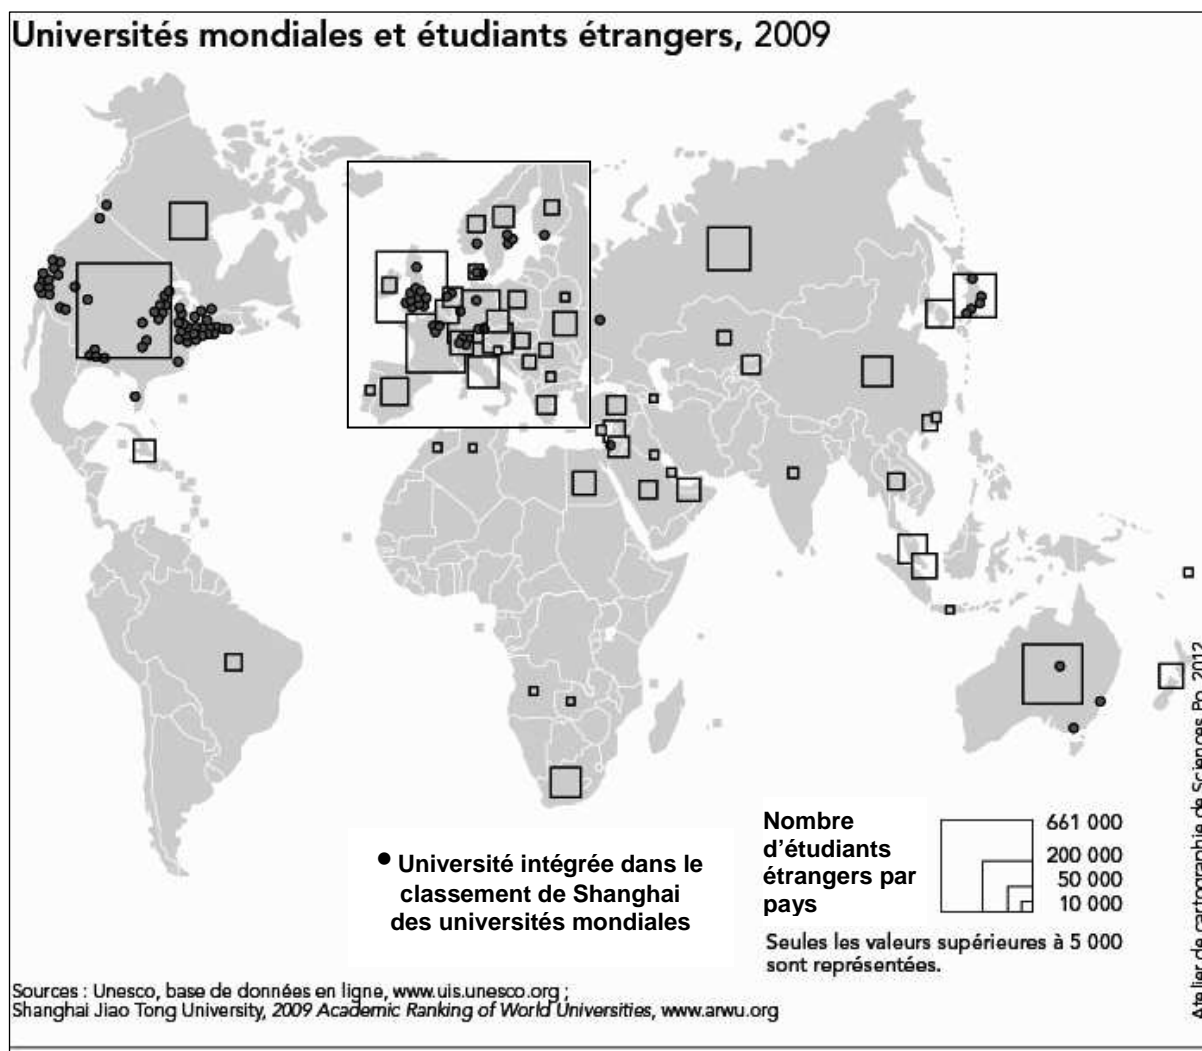 Universités mondiales et étudiants étrangers, 2009
● Université intégrée dans le
classement de Shanghai
des universités mondiales
Nombre
d'étudiants
étrangers par
pays
661 000
200 000
50 000
10 000
Seules les valeurs supérieures à 5 000
sont représentées.
Sources : Unesco, base de données en ligne, www.uis.unesco.org ;
Shanghai Jiao Tong University, 2009 Academic Ranking of World Universities, www.arwu.org
Atelier de cartographie de Sciences Po, 2012